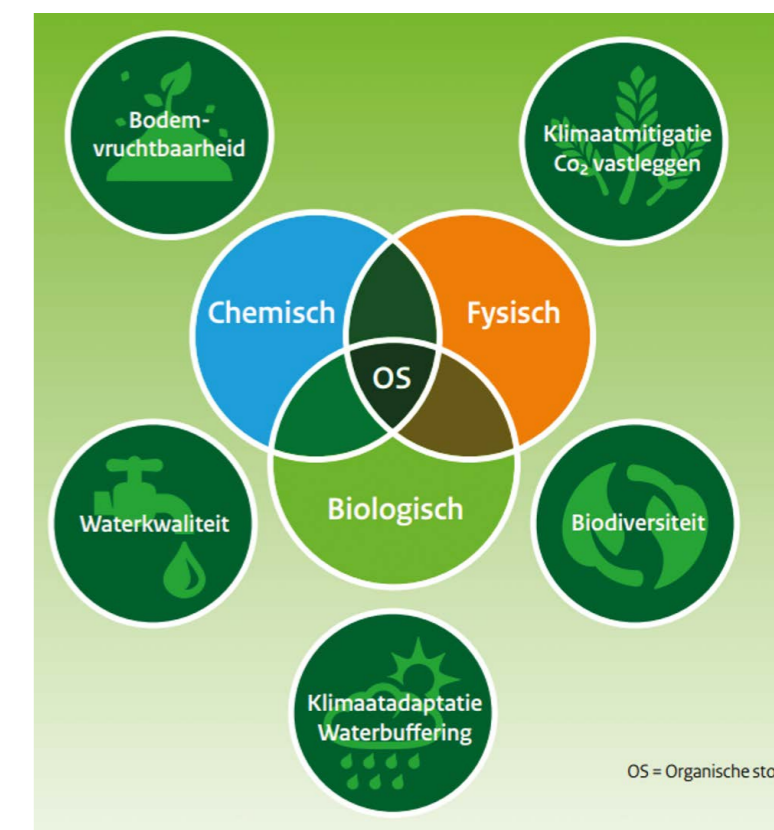 Bodem-
vruchtbaarheid
Klimaatmitigatie
Co₂ vastleggen
Chemisch
Fysisch
OS
Biologisch
Waterkwaliteit
Biodiversiteit
Klimaatadaptatie
Waterbuffering
OS = Organische sto